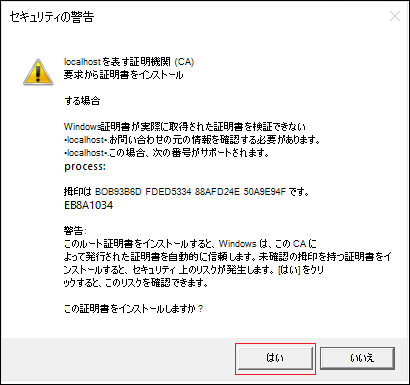 セキュリティの警告
localhostを表す証明機関 (CA)
要求から証明書をインストール
する場合
Windows証明書が実際に取得された証明書を検証できない
•localhost•.お問い合わせの元の情報を確認する必要があります。
•localhost•.この場合、次の番号がサポートされます。
process:
拇印は BOB93B6D FDED5334 88AFD24E 50A9E94F です。
EB8A1034
警告:
このルート証明書をインストールすると、Windows は、この CA に
よって発行された証明書を自動的に信頼します。未確認の拇印を持つ証明書をイ
ンストールすると、セキュリティ 上のリスクが発生します。 [はい] をクリ
ックすると、このリスクを確認できます。
この証明書をインストールしますか ?
はい
いいえ